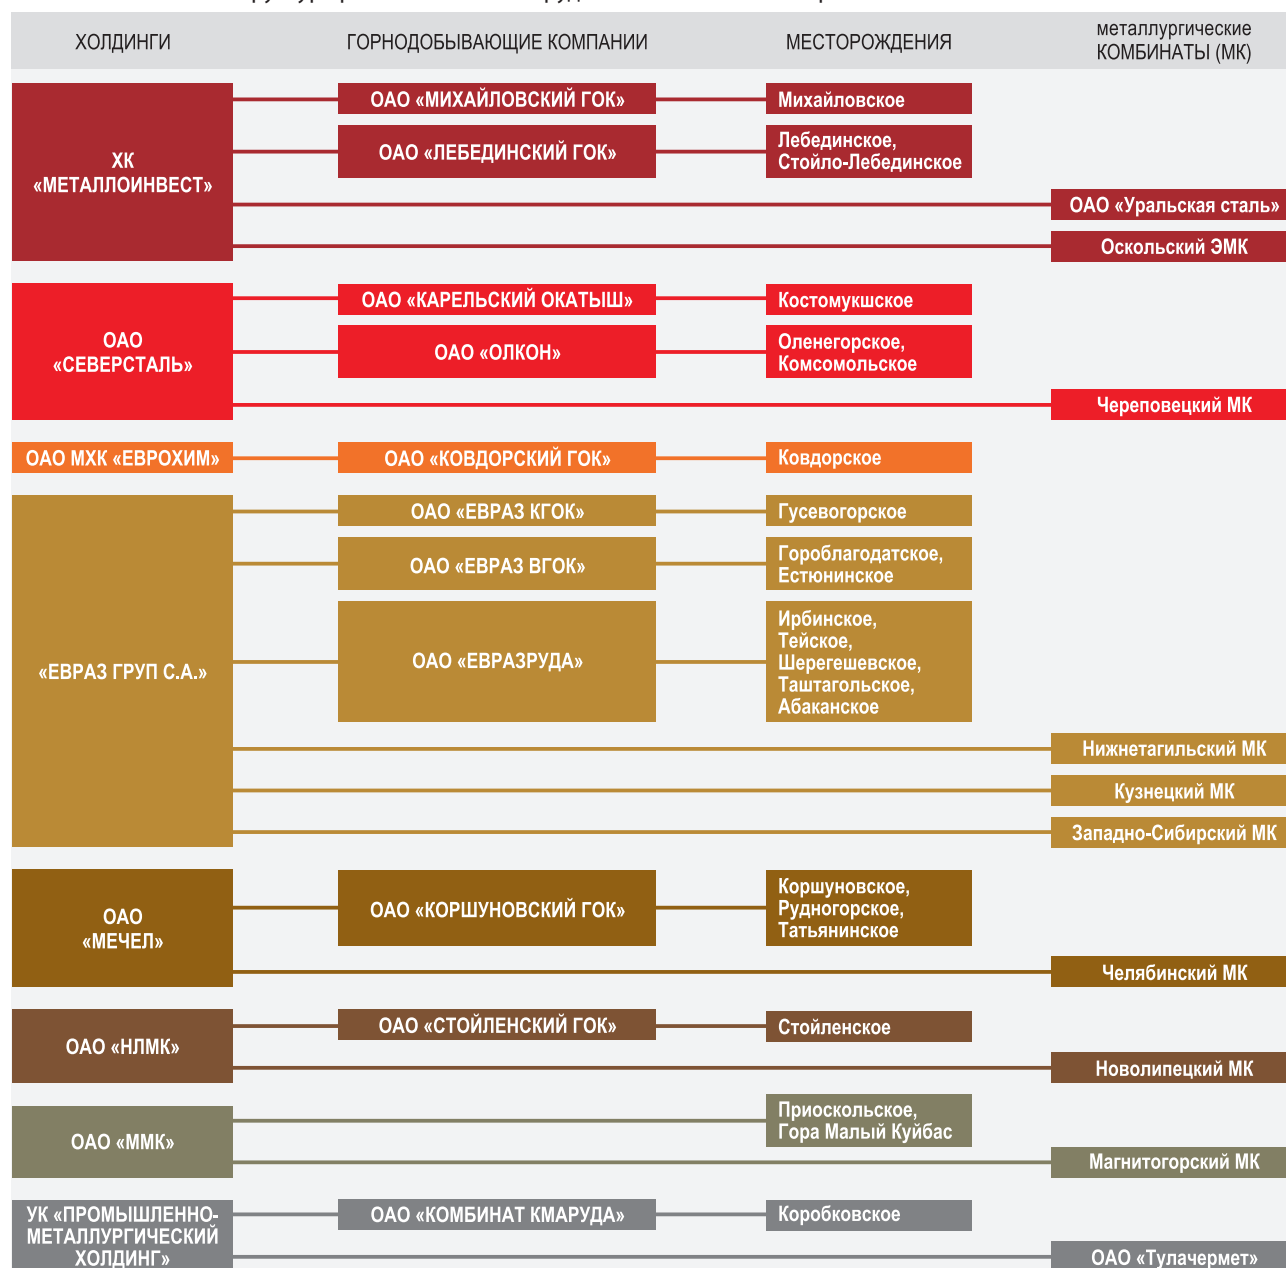 ХОЛДИНГИ
ГОРНОДОБЫВАЮЩИЕ КОМПАНИИ
МЕСТОРОЖДЕНИЯ
металлургические
КОМБИНАТЫ (МК)
ХК
«МЕТАЛЛОИНВЕСТ»
ОАО «МИХАЙЛОВСКИЙ ГОК»
Михайловское
ОАО «ЛЕБЕДИНСКИЙ ГОК»
Лебединское,
Стойло-Лебединское
ОАО «Уральская сталь»
Оскольский ЭМК
ОАО
«СЕВЕРСТАЛЬ»
ОАО «КАРЕЛЬСКИЙ ОКАТЫШ»
Костомукшское
ОАО «ОЛКОН»
Оленегорское,
Комсомольское
Череповецкий МК
ОАО МХК «ЕВРОХИМ»
ОАО «КОВДОРСКИЙ ГОК»
Ковдорское
«ЕВРАЗ ГРУП С.А.»
ОАО «ЕВРАЗ КГОК»
Гусевогорское
ОАО «ЕВРАЗ ВГОК»
Гороблагодатское,
Естюнинское
ОАО «ЕВРАЗРУДА»
Ирбинское,
Тейское,
Шерегешевское,
Таштагольское,
Абаканское
Нижнетагильский МК
Кузнецкий МК
Западно-Сибирский МК
ОАО
«МЕЧЕЛ»
ОАО «КОРШУНОВСКИЙ ГОК»
Коршуновское,
Рудногорское,
Татьянинское
Челябинский МК
ОАО «НЛМК»
ОАО «СТОЙЛЕНСКИЙ ГОК»
Стойленское
Новолипецкий МК
ОАО «ММК»
Приоскольское,
Гора Малый Куйбас
Магнитогорский МК
УК «ПРОМЫШЛЕННО-
МЕТАЛЛУРГИЧЕСКИЙ
ХОЛДИНГ»
ОАО «КОМБИНАТ КМАРУДА»
Коробковское
ОАО «Тулачермет»